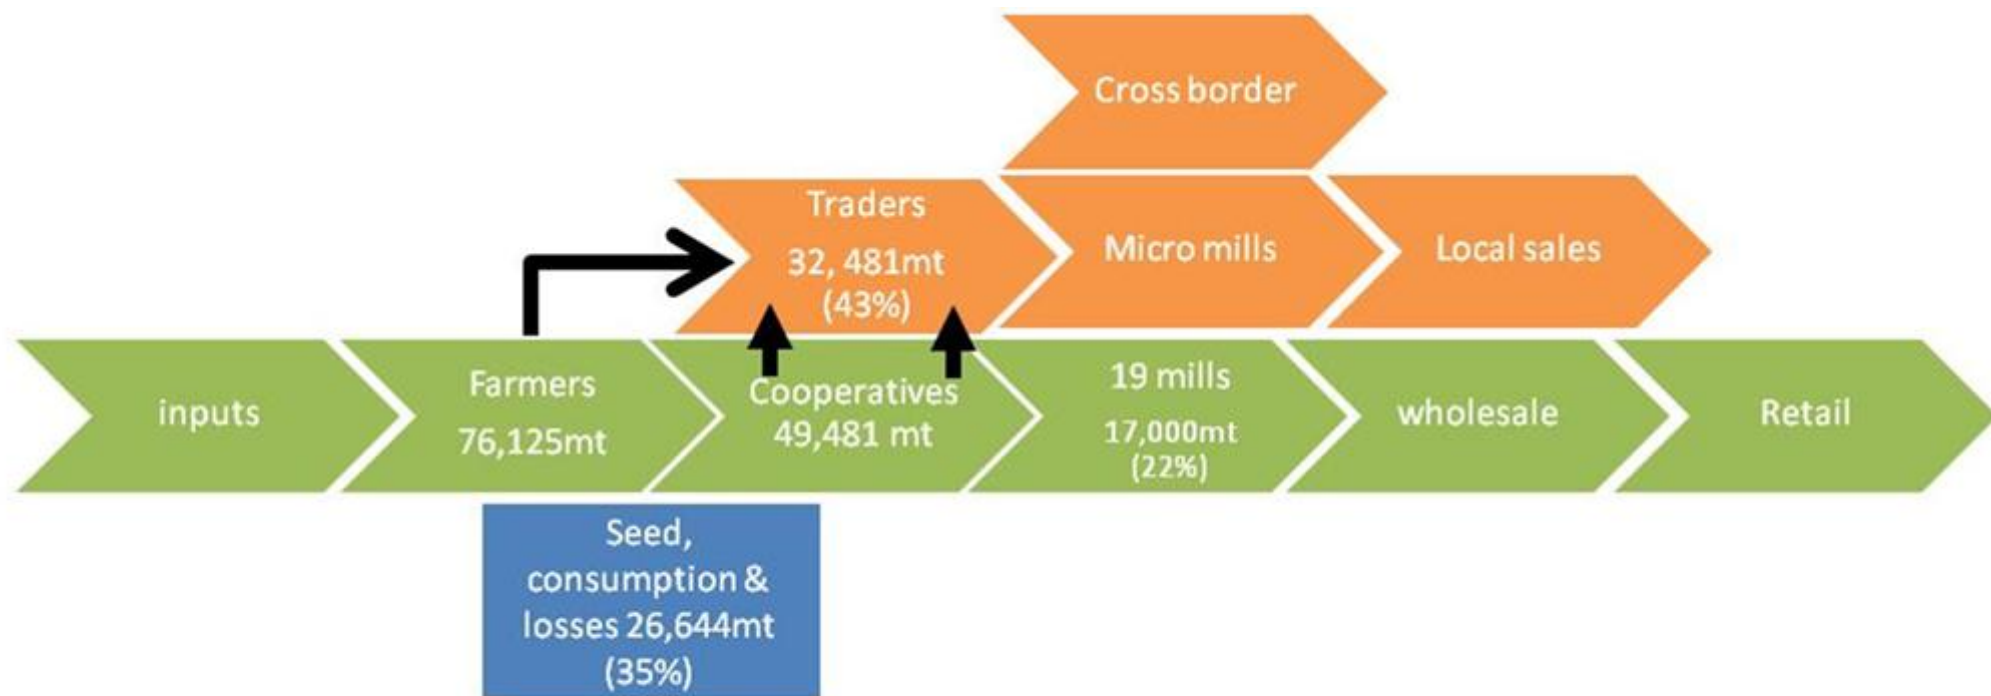 Cross border
Traders
32, 481mt
(43%)
Micro mills
Local sales
inputs
Farmers
76,125mt
Cooperatives
49,481 mt
19 mills
17,000mt
(22%)
wholesale
Retail
Seed,
consumption &
losses 26,644mt
(35%)